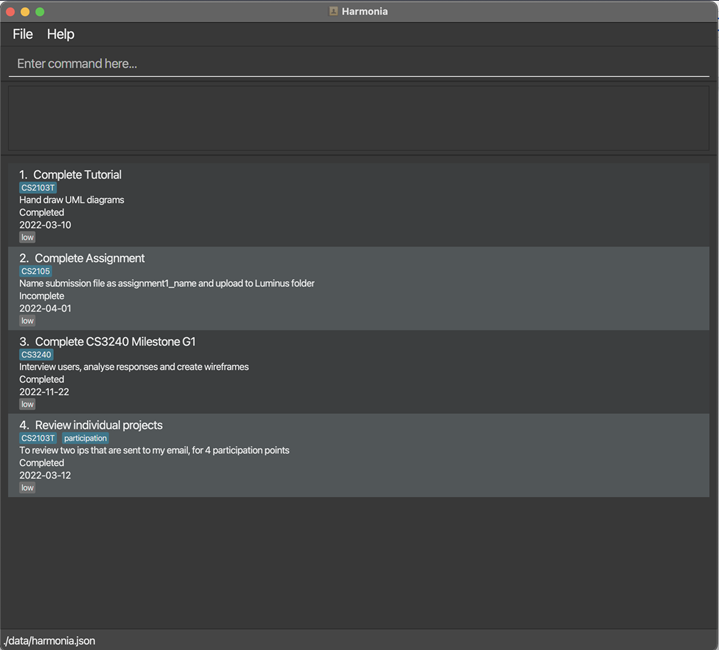 Harmonia
File Help
Enter command here...
1. Complete Tutorial
CS2103T
Hand draw UML diagrams
Completed
2022-03-10
low
2. Complete Assignment
CS2105
Name submission file as assignment1_name and upload to Luminus folder
Incomplete
2022-04-01
low
3. Complete CS3240 Milestone G1
CS3240
Interview users, analyse responses and create wireframes
Completed
2022-11-22
low
4. Review individual projects
CS2103T participation
To review two ips that are sent to my email, for 4 participation points
Completed
2022-03-12
low
./data/harmonia.json